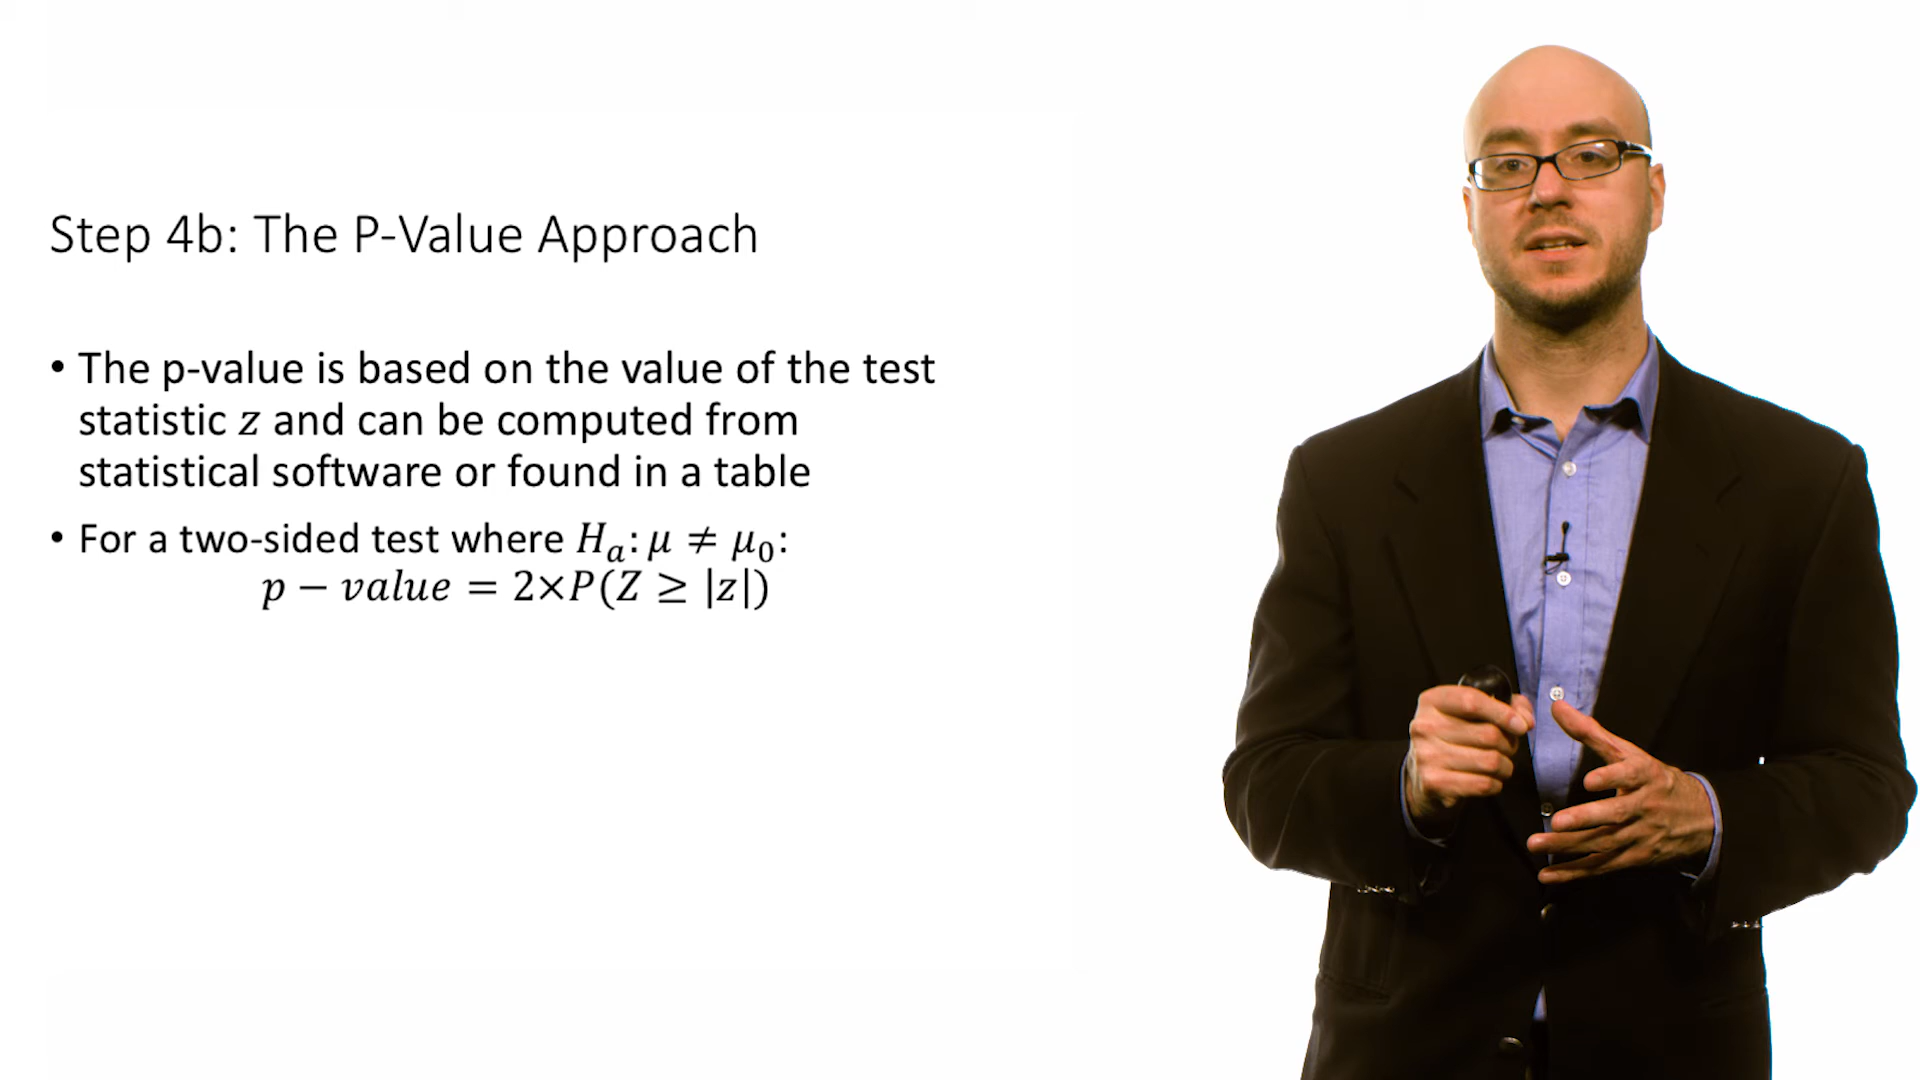 Step 4b: The P-Value Approach
• The p-value is based on the value of the test
statistic z and can be computed from
statistical software or found in a table
• For a two-sided test where Hₐ: μ ≠ μ₀:
p − value = 2×P(Z ≥ |z|)